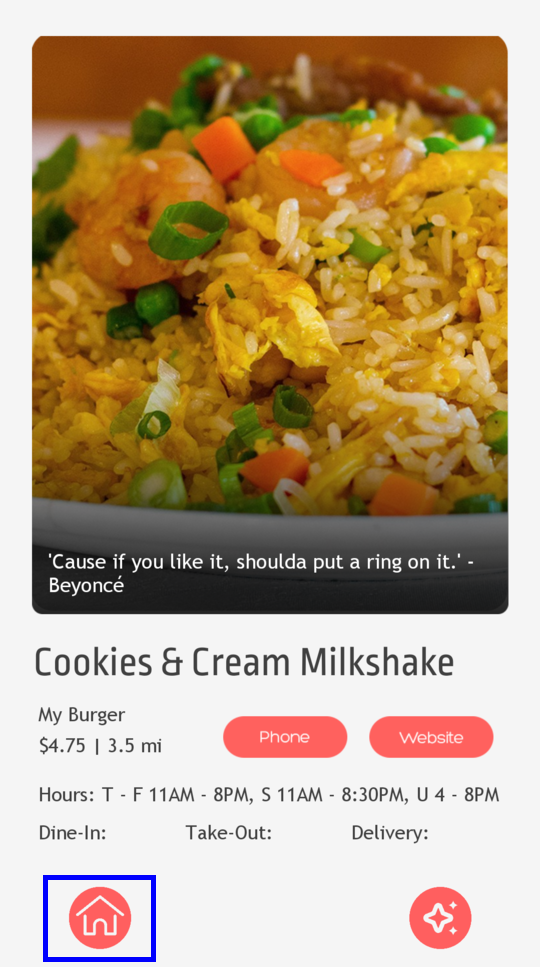 'Cause if you like it, shoulda put a ring on it.' -
Beyoncé
Cookies & Cream Milkshake
My Burger
$4.75 | 3.5 mi
Phone
Website
Hours: T - F 11AM - 8PM, S 11AM - 8:30PM, U 4 - 8PM
Dine-In: Take-Out: Delivery: